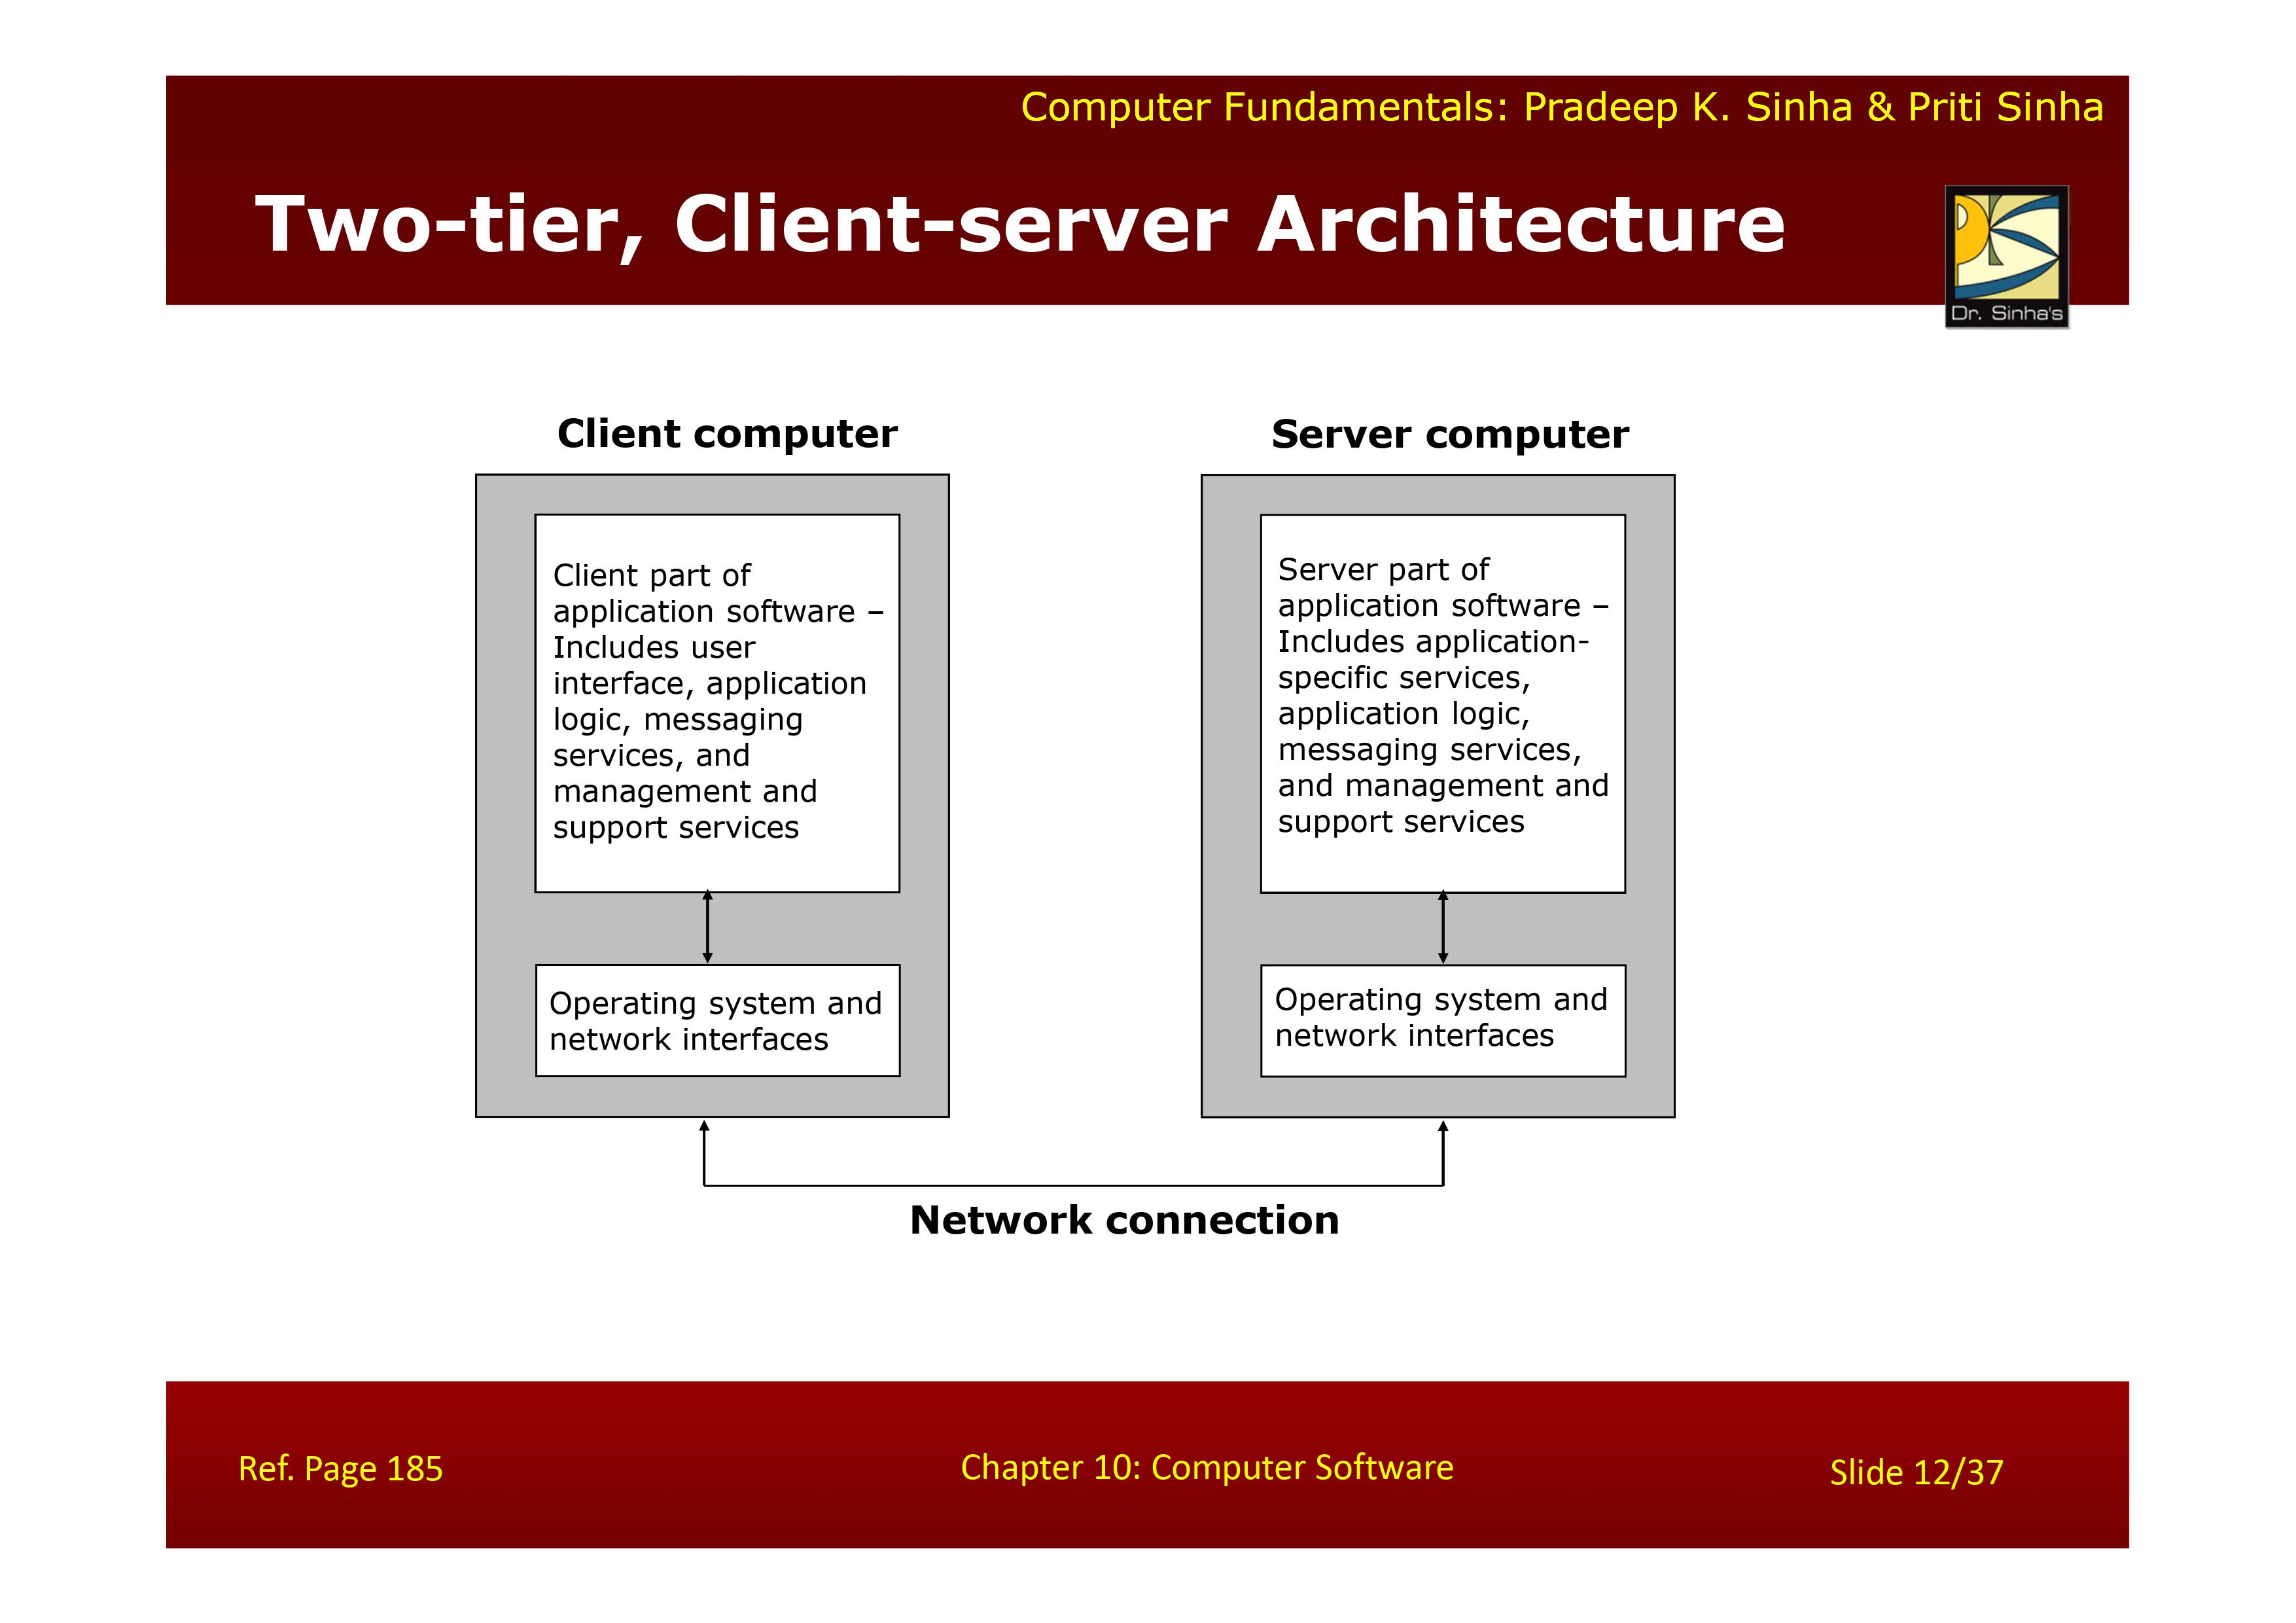 Computer Fundamentals: Pradeep K. Sinha & Priti Sinha
Two-tier, Client-server Architecture
Dr. Sinha's
Client computer
Client part of
application software –
Includes user
interface, application
logic, messaging
services, and
management and
support services
Operating system and
network interfaces
Server computer
Server part of
application software –
Includes application-
specific services,
application logic,
messaging services,
and management and
support services
Operating system and
network interfaces
Network connection
Ref. Page 185
Chapter 10: Computer Software
Slide 12/37